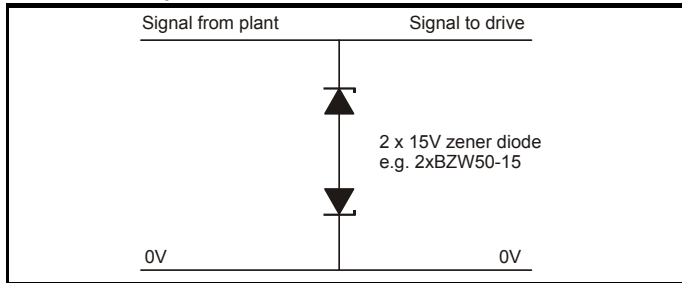 Signal from plant Signal to drive
2 x 15V zener diode
e.g. 2xBZW50-15
0V 0V